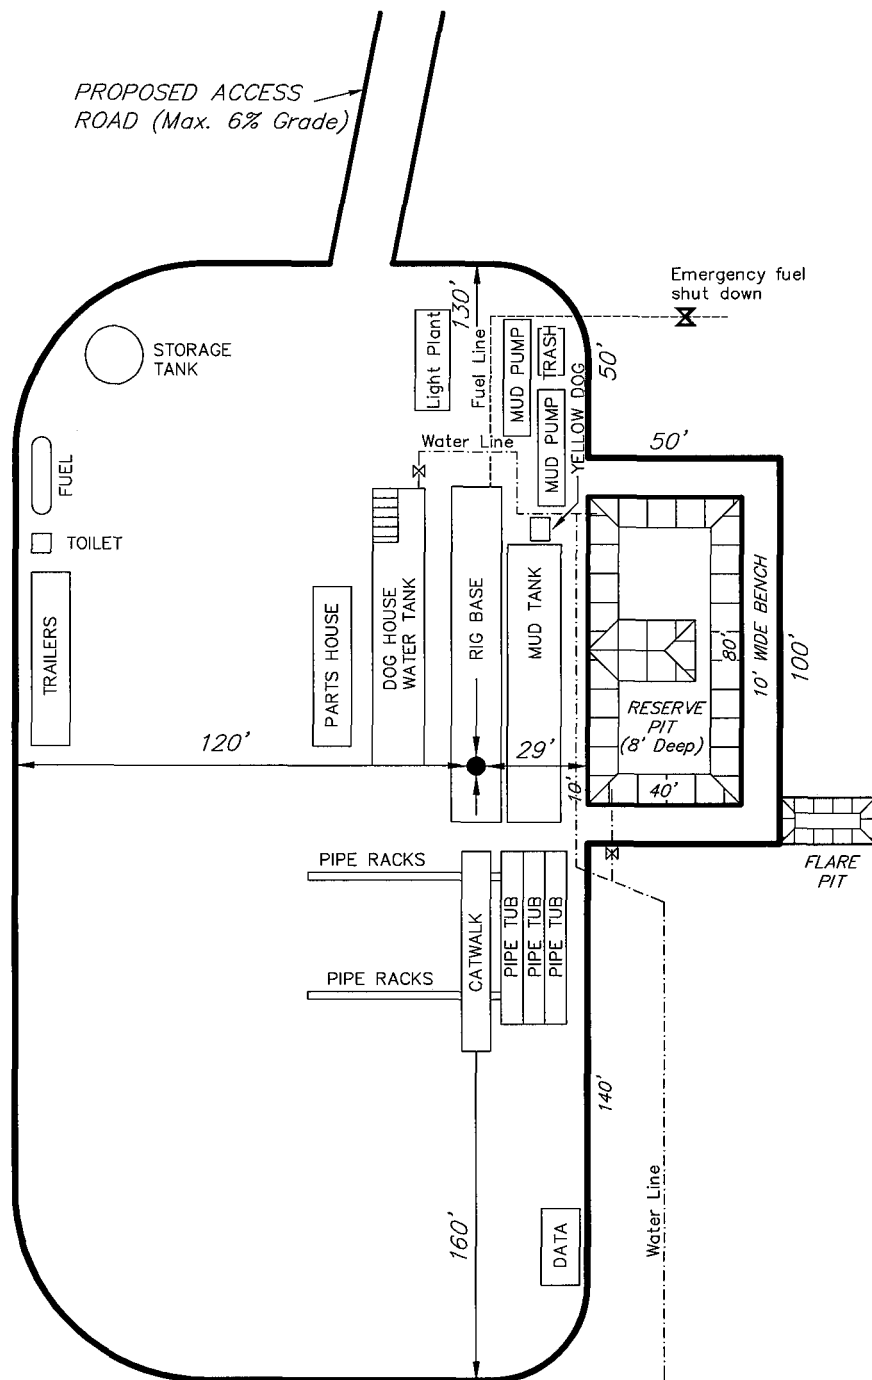 PROPOSED ACCESS
ROAD (Max. 6% Grade)
Emergency fuel
shut down
130'
Light Plant
Fuel Line
MUD PUMP
TRASH
50'
STORAGE
TANK
MUD PUMP
YELLOW DOG
Water Line
50'
FUEL
TOILET
TRAILERS
PARTS HOUSE
DOG HOUSE
WATER TANK
RIG BASE
MUD TANK
80'
10' WIDE BENCH
100'
RESERVE
PIT
(8' Deep)
120'
29'
10'
40'
FLARE
PIT
PIPE RACKS
CATWALK
PIPE TUB
PIPE TUB
PIPE TUB
PIPE RACKS
140'
160'
DATA
Water Line